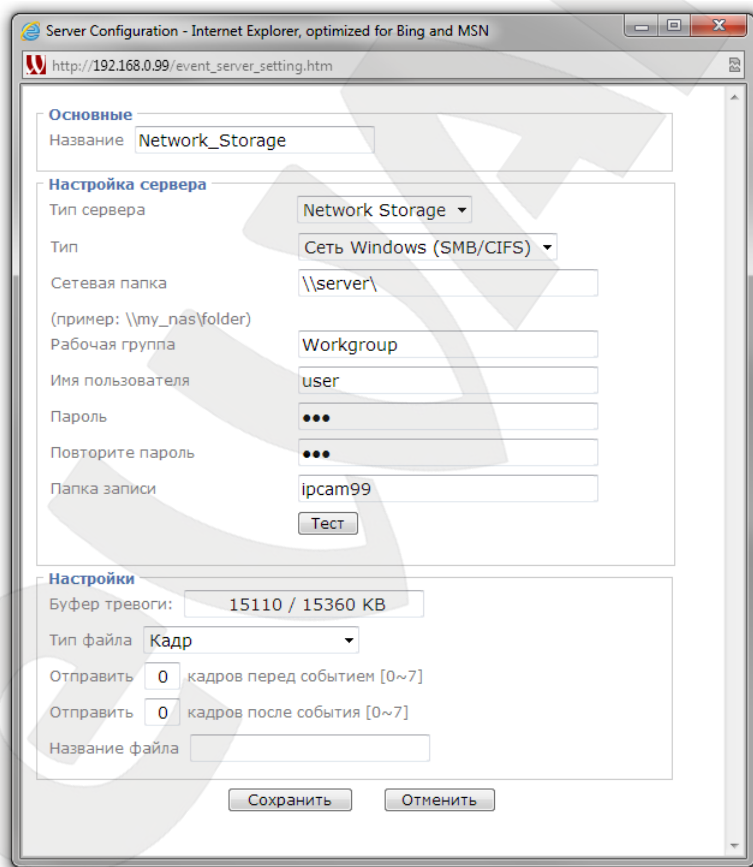 Server Configuration - Internet Explorer, optimized for Bing and MSN
http://192.168.0.99/event_server_setting.htm
Основные
Название Network_Storage
Настройка сервера
Тип сервера Network Storage
Тип Сеть Windows (SMB/CIFS)
Сетевая папка \\server\
(пример: \\my_nas\folder)
Рабочая группа Workgroup
Имя пользователя user
Пароль ●●●
Повторите пароль ●●●
Папка записи ipcam99
Тест
Настройки
Буфер тревоги: 15110 / 15360 KB
Тип файла Кадр
Отправить 0 кадров перед событием [0~7]
Отправить 0 кадров после события [0~7]
Название файла
Сохранить Отменить